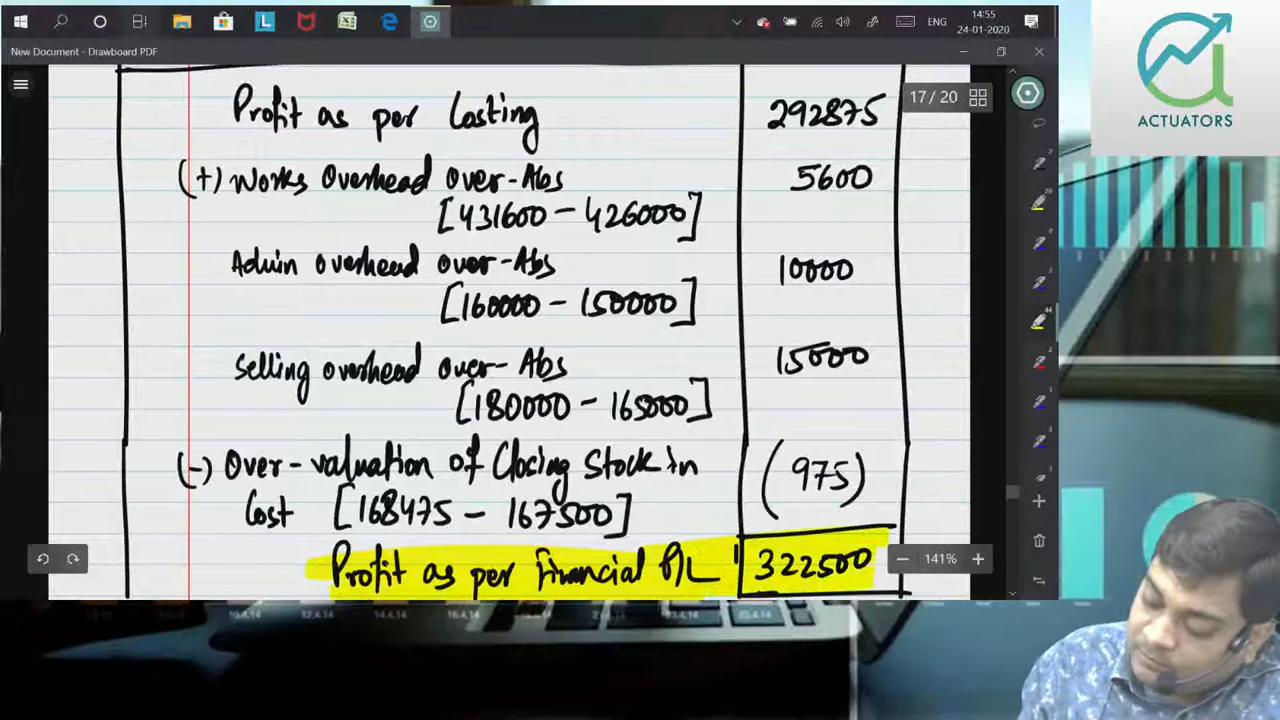 14:55
ENG
24-01-2020
New Document - Drawboard PDF
17 / 20
ACTUATORS
Profit as per Costing 292875
(+) Works Overhead over-Abs 5600
[431600 - 426000]
Admin overhead over-Abs 10000
[160000 - 150000]
Selling overhead over-Abs 15000
[180000 - 165000]
(-) Over-valuation of Closing Stock in
Cost [168475 - 167500] (975)
Profit as per Financial P/L 322500
141%